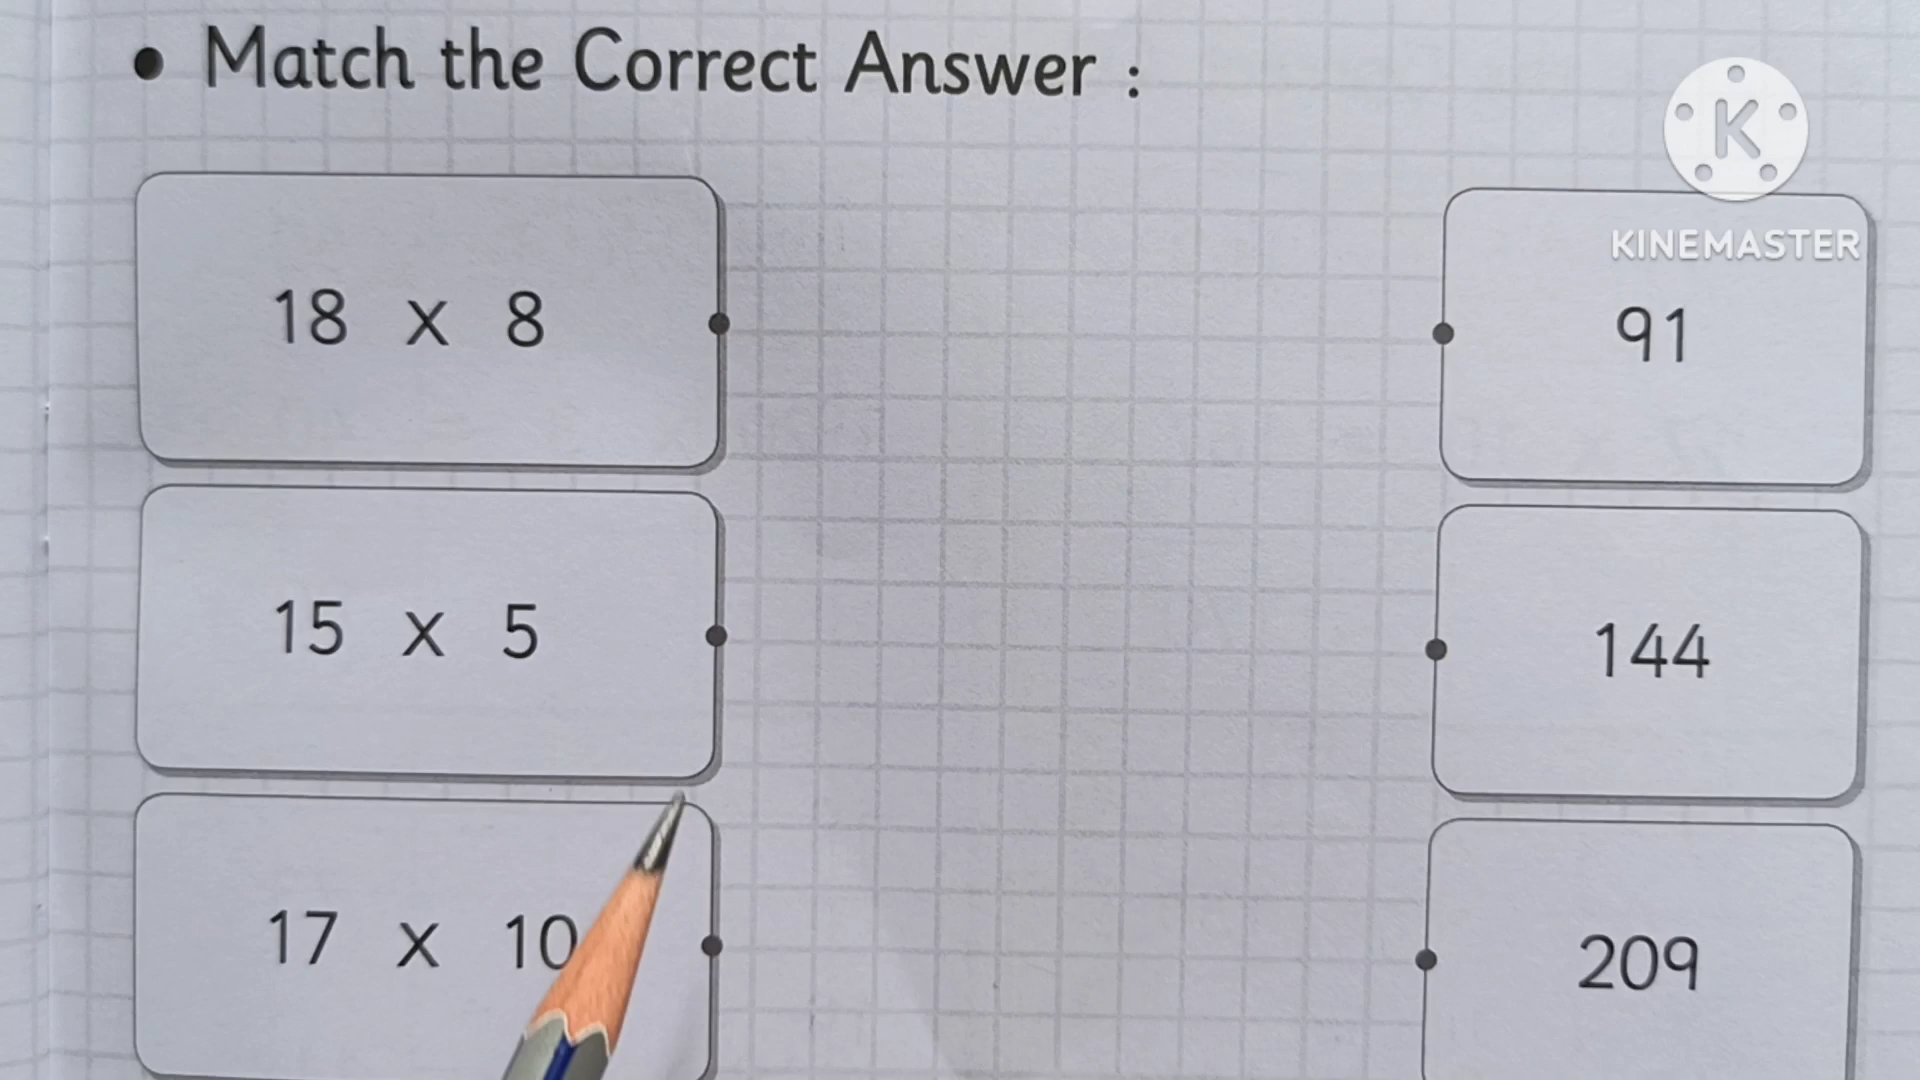 • Match the Correct Answer :
K
KINEMASTER
18 x 8
91
15 x 5
144
17 x 10
209